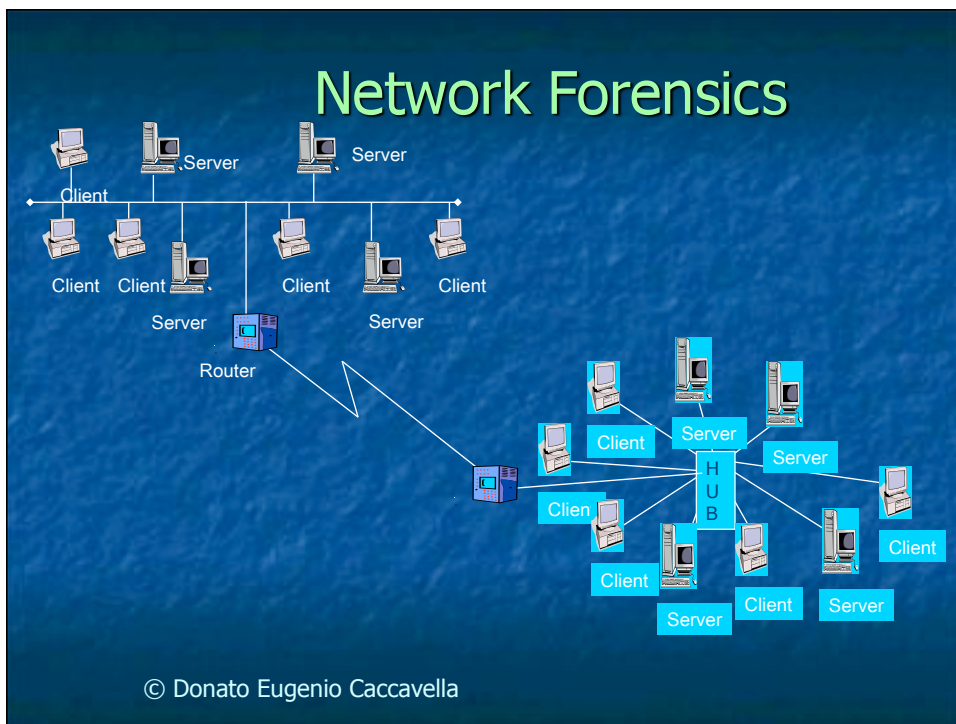 Network Forensics
Server
Server
Client
Client
Client
Client
Client
Server
Server
Router
Client
Server
Server
H
U
B
Clien
Client
Client
Server
Client
Server
© Donato Eugenio Caccavella